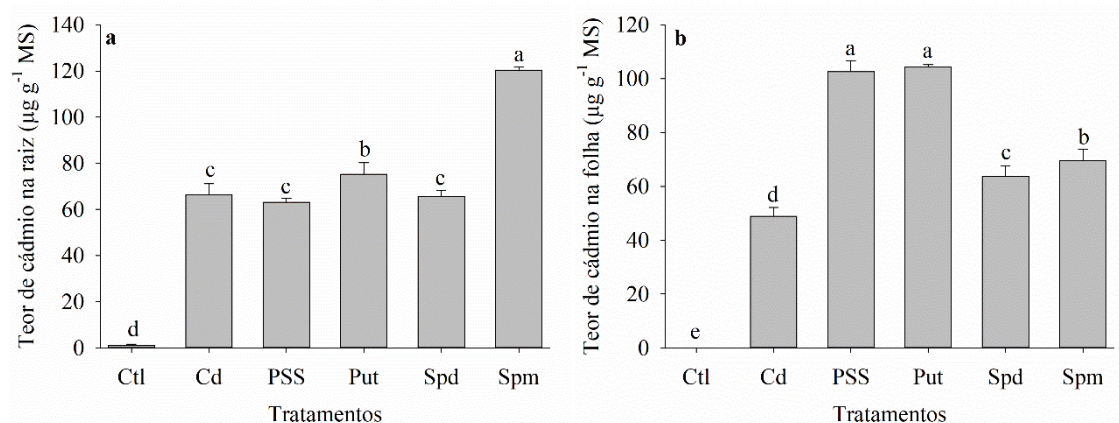 a
Teor de cádmio na raiz (µg g⁻¹ MS)
140
120
100
80
60
40
20
0
d
c
c
b
c
a
Ctl Cd PSS Put Spd Spm
Tratamentos
b
Teor de cádmio na folha (µg g⁻¹ MS)
120
100
80
60
40
20
0
e
d
a
a
c
b
Ctl Cd PSS Put Spd Spm
Tratamentos